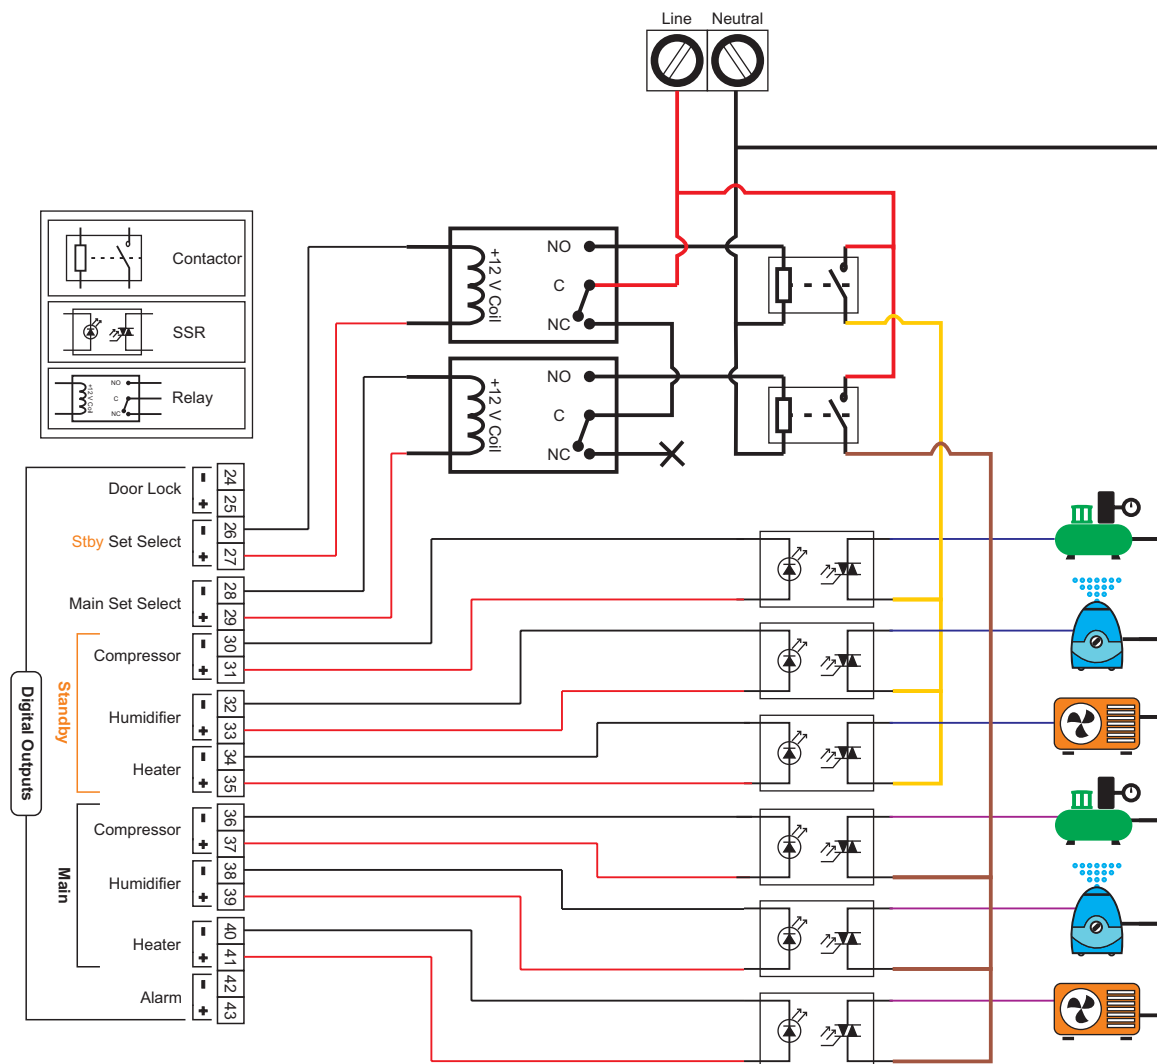 Line Neutral
NO
C
NC
+12 V Coil
NO
C
NC
+12 V Coil
Contactor
SSR
NO
C
NC
+12 V Coil
Relay
Digital Outputs
Door Lock - 24
+ 25
Stby Set Select - 26
+ 27
Main Set Select - 28
+ 29
Standby
Compressor - 30
+ 31
Humidifier - 32
+ 33
Heater - 34
+ 35
Main
Compressor - 36
+ 37
Humidifier - 38
+ 39
Heater - 40
+ 41
Alarm - 42
+ 43